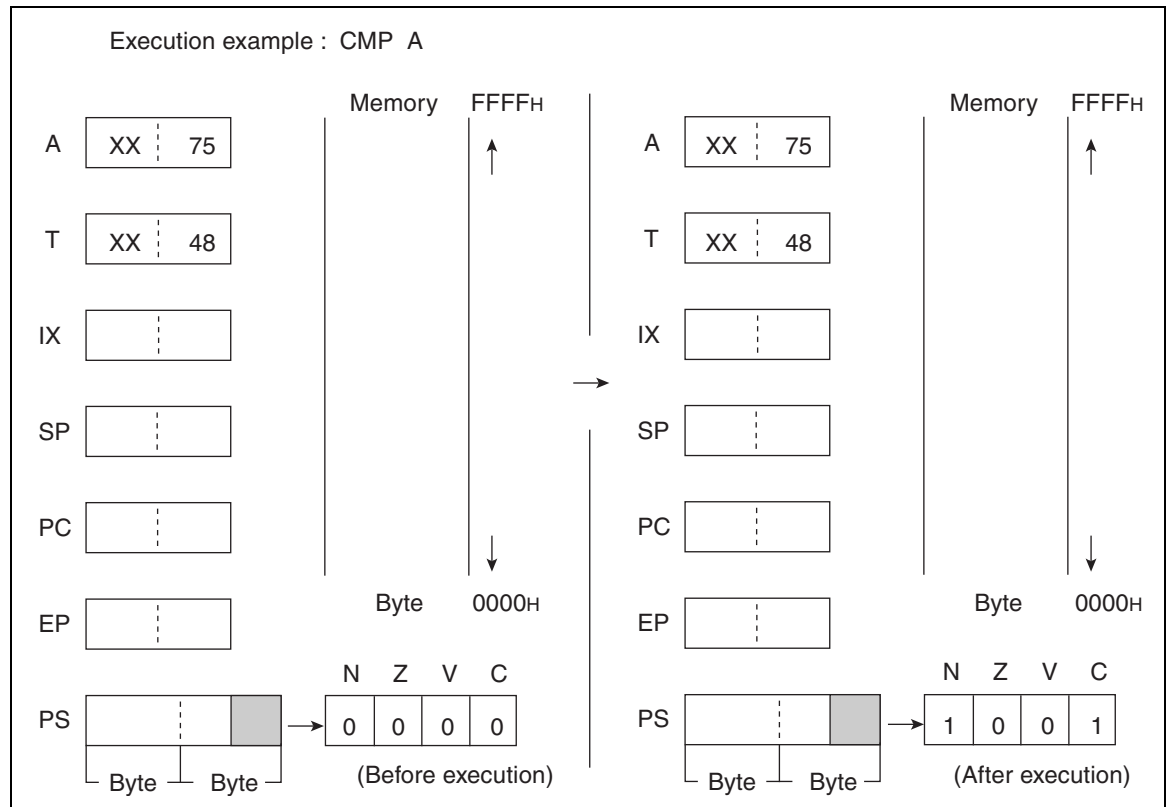 Execution example : CMP A
Memory FFFFH
A XX 75
T XX 48
IX
SP
PC
EP
Byte 0000H
N Z V C
PS 0 0 0 0
Byte Byte (Before execution)
Memory FFFFH
A XX 75
T XX 48
IX
SP
PC
EP
Byte 0000H
N Z V C
PS 1 0 0 1
Byte Byte (After execution)